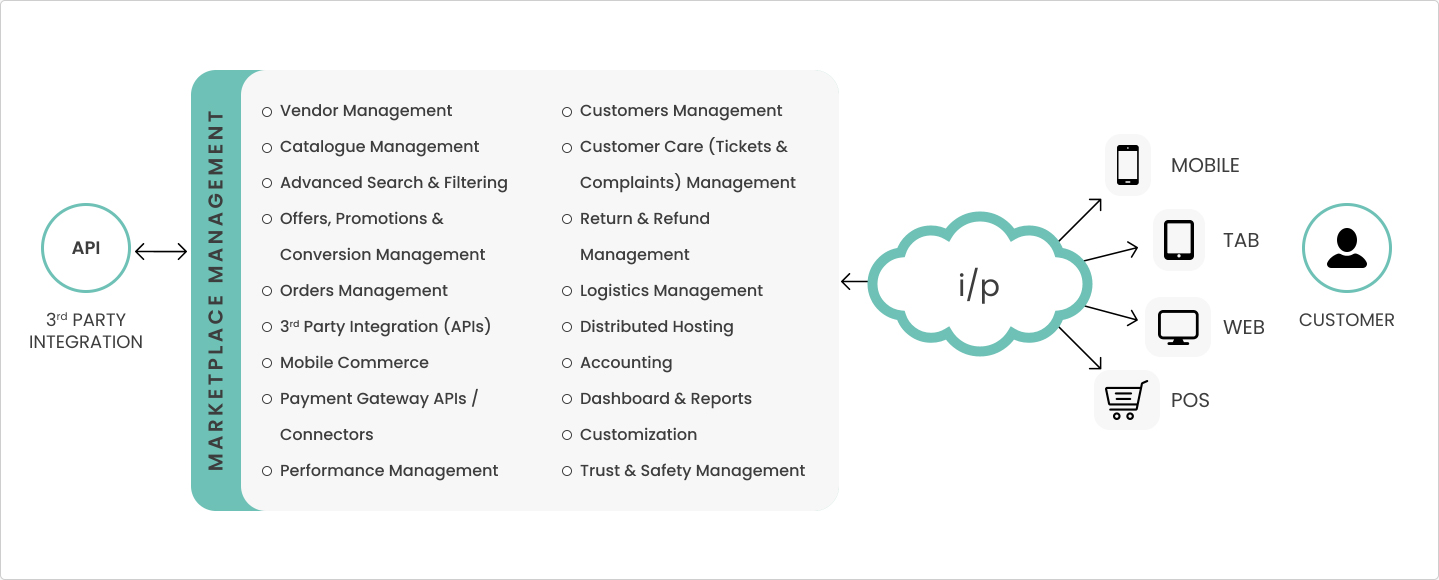 API
3rd PARTY
INTEGRATION
MARKETPLACE MANAGEMENT
Vendor Management
Catalogue Management
Advanced Search & Filtering
Offers, Promotions &
Conversion Management
Orders Management
3rd Party Integration (APIs)
Mobile Commerce
Payment Gateway APIs /
Connectors
Performance Management
Customers Management
Customer Care (Tickets &
Complaints) Management
Return & Refund
Management
Logistics Management
Distributed Hosting
Accounting
Dashboard & Reports
Customization
Trust & Safety Management
i/p
MOBILE
TAB
WEB
POS
CUSTOMER